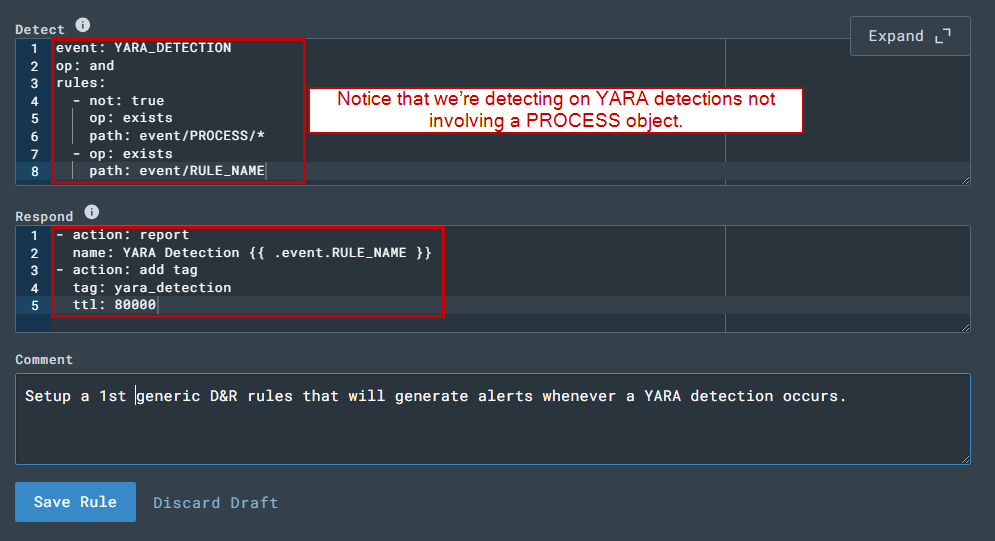 Detect
Expand
1 event: YARA_DETECTION
2 op: and
3 rules:
4 - not: true
5 op: exists
6 path: event/PROCESS/*
7 - op: exists
8 path: event/RULE_NAME
Notice that we’re detecting on YARA detections not
involving a PROCESS object.
Respond
1 - action: report
2 name: YARA Detection {{ .event.RULE_NAME }}
3 - action: add tag
4 tag: yara_detection
5 ttl: 80000
Comment
Setup a 1st generic D&R rules that will generate alerts whenever a YARA detection occurs.
Save Rule
Discard Draft